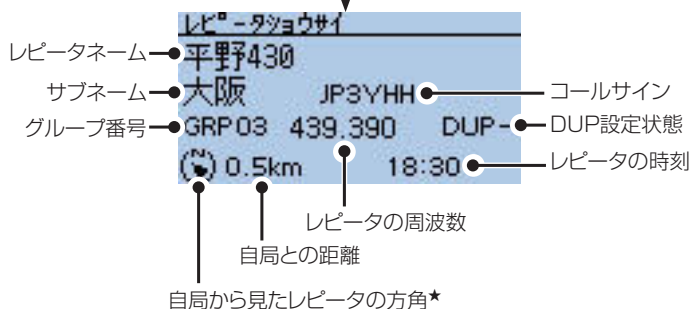 レピ゚ータショウサイ
レピータネーム
平野430
サブネーム
大阪
JP3YHH
コールサイン
グループ番号
GRP03
439.390
DUP-
DUP設定状態
N
0.5km
18:30
レピータの時刻
レピータの周波数
自局との距離
自局から見たレピータの方角★